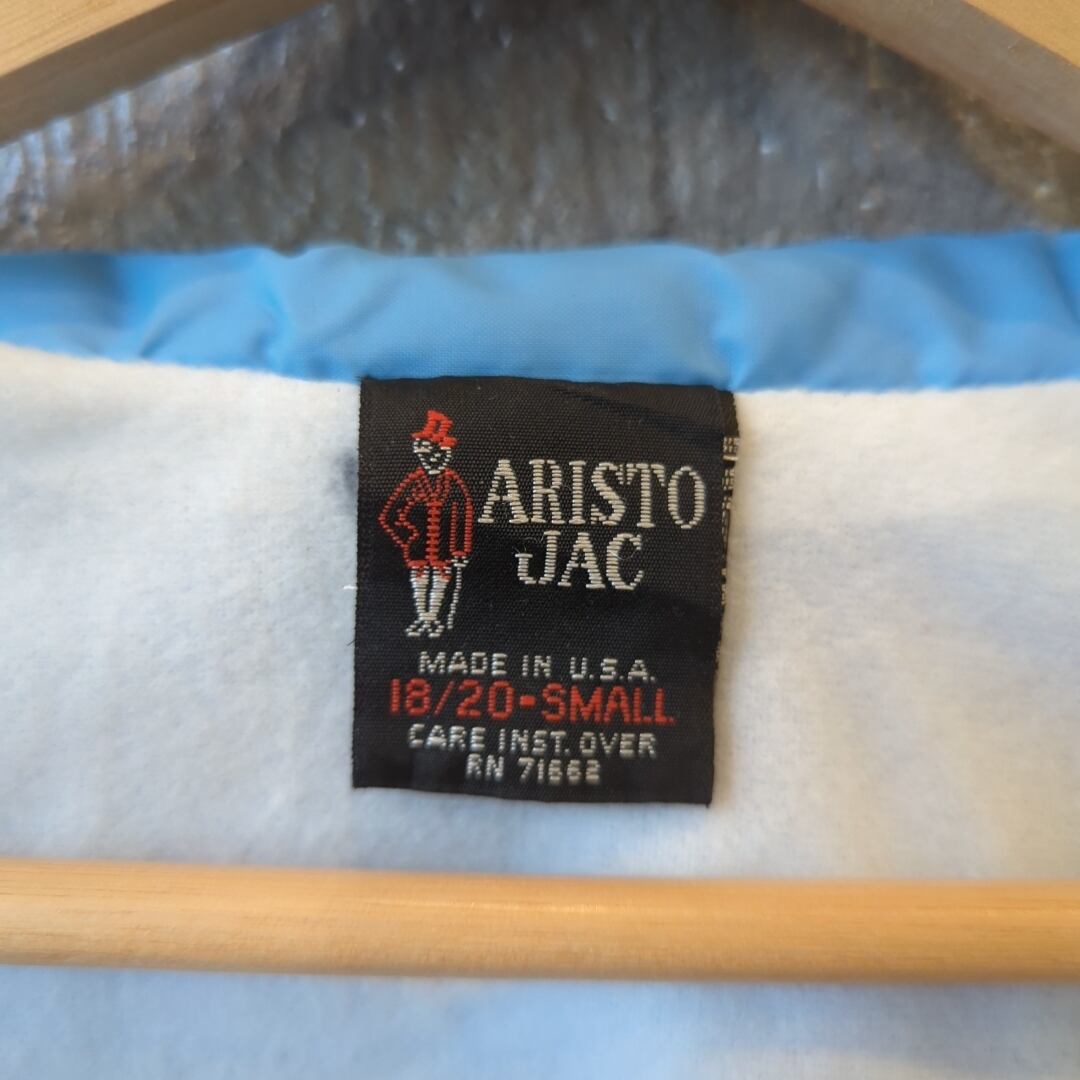 ARISTO
JAC
MADE IN U.S.A.
18/20-SMALL
CARE INST. OVER
RN 71662